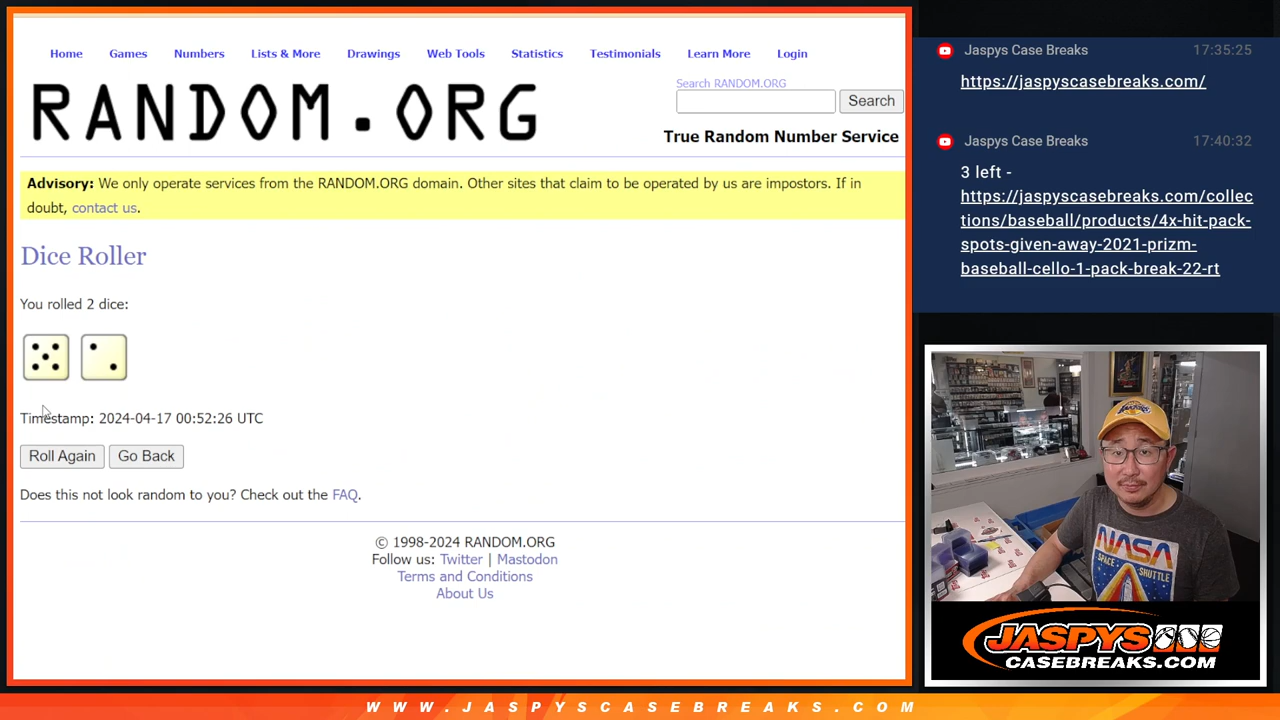 Home Games Numbers Lists & More Drawings Web Tools Statistics Testimonials Learn More Login
RANDOM.ORG
Search RANDOM.ORG
Search
True Random Number Service
Advisory: We only operate services from the RANDOM.ORG domain. Other sites that claim to be operated by us are impostors. If in
doubt, contact us.
Dice Roller
You rolled 2 dice:
Timestamp: 2024-04-17 00:52:26 UTC
Roll Again Go Back
Does this not look random to you? Check out the FAQ.
© 1998-2024 RANDOM.ORG
Follow us: Twitter | Mastodon
Terms and Conditions
About Us
Jaspys Case Breaks 17:35:25
https://jaspyscasebreaks.com/
Jaspys Case Breaks 17:40:32
3 left -
https://jaspyscasebreaks.com/collec
tions/baseball/products/4x-hit-pack-
spots-given-away-2021-prizm-
baseball-cello-1-pack-break-22-rt
NASA
SPACE SHUTTLE
JASPYS
CASEBREAKS.COM
WWW.JASPYSCASEBREAKS.COM